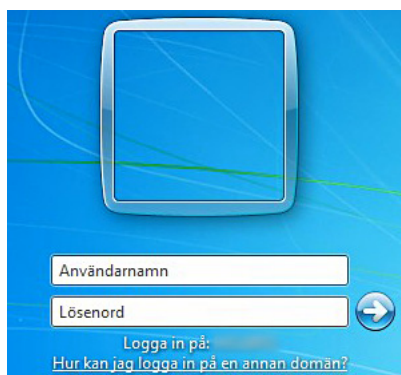 Användarnamn
Lösenord
Logga in på:
Hur kan jag logga in på en annan domän?